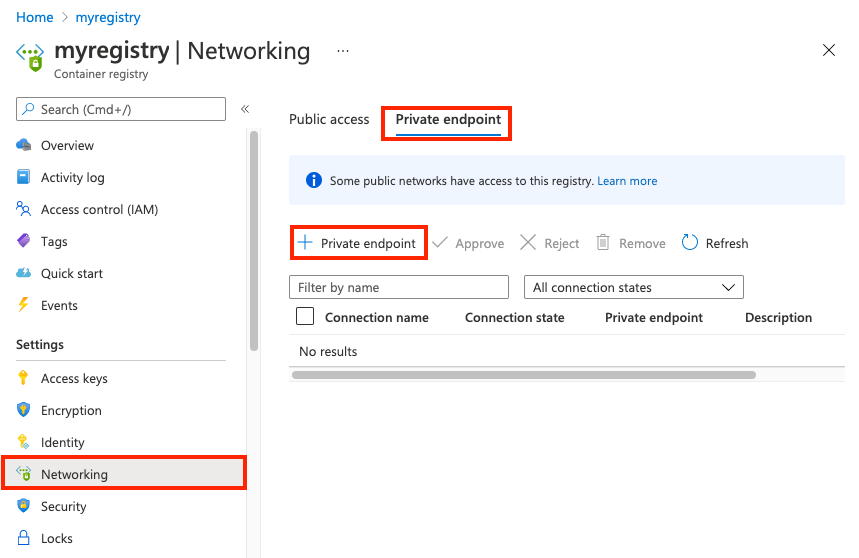 Home > myregistry
myregistry | Networking ...
Container registry
Search (Cmd+/)
«
Overview
Activity log
Access control (IAM)
Tags
Quick start
Events
Settings
Access keys
Encryption
Identity
Networking
Security
Locks
Public access Private endpoint
Some public networks have access to this registry. Learn more
+ Private endpoint Approve Reject Remove Refresh
Filter by name All connection states
Connection name Connection state Private endpoint Description
No results